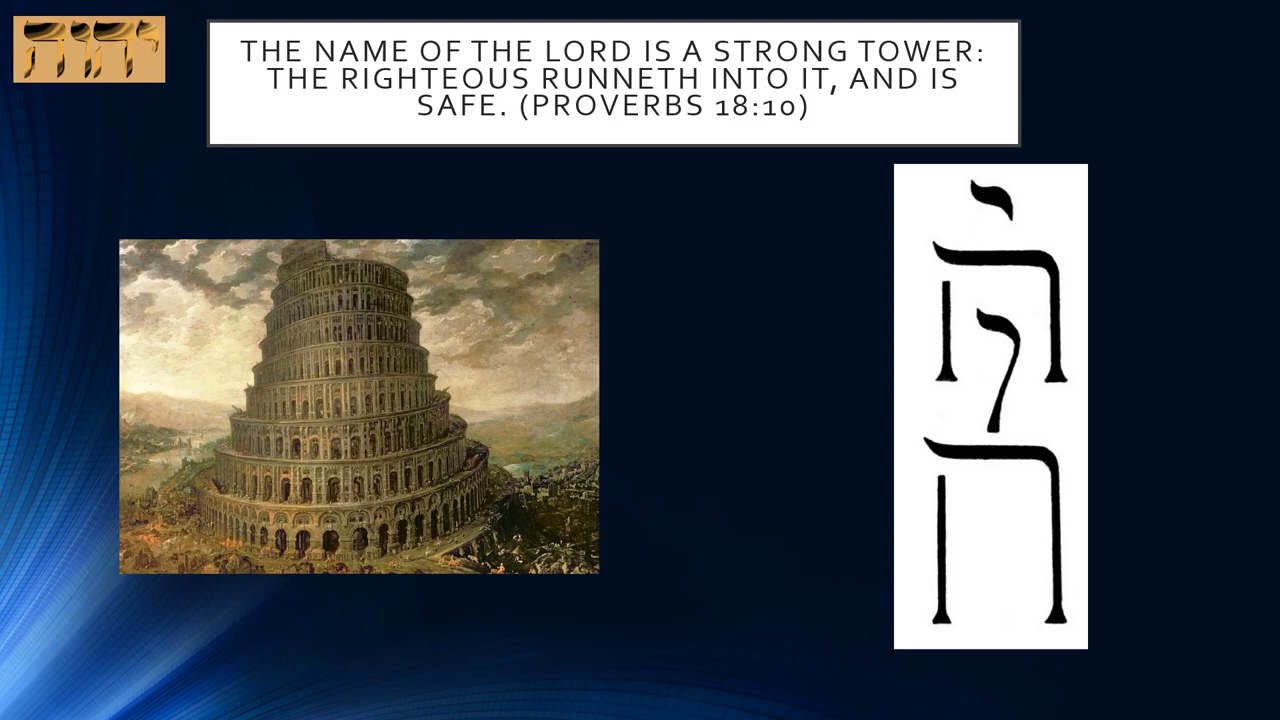 יהוה
THE NAME OF THE LORD IS A STRONG TOWER:
THE RIGHTEOUS RUNNETH INTO IT, AND IS
SAFE. (PROVERBS 18:10)
י
ה
ו
ה